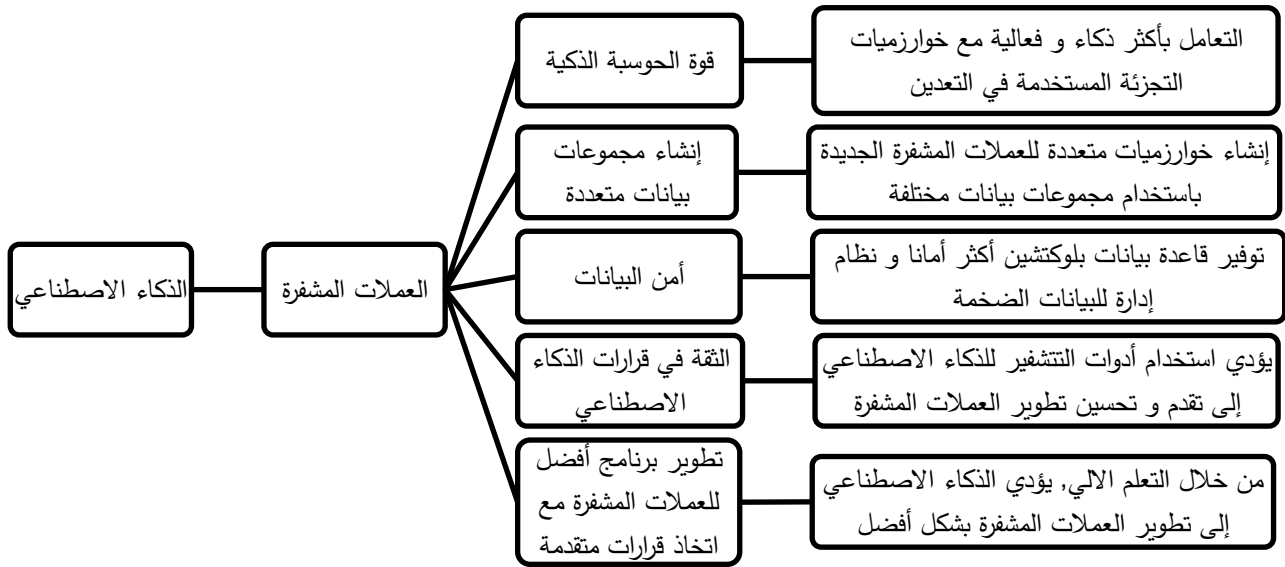 الذكاء الاصطناعي
العملات المشفرة
قوة الحوسبة الذكية
التعامل بأكثر ذكاء و فعالية مع خوارزميات
التجزئة المستخدمة في التعدين
إنشاء مجموعات
بيانات متعددة
إنشاء خوارزميات متعددة للعملات المشفرة الجديدة
باستخدام مجموعات بيانات مختلفة
أمن البيانات
توفير قاعدة بيانات بلوكتشين أكثر أمانا و نظام
إدارة للبيانات الضخمة
الثقة في قرارات الذكاء
الاصطناعي
يؤدي استخدام أدوات التتشفير للذكاء الاصطناعي
إلى تقدم و تحسين تطوير العملات المشفرة
تطوير برنامج أفضل
للعملات المشفرة مع
اتخاذ قرارات متقدمة
من خلال التعلم الالي, يؤدي الذكاء الاصطناعي
إلى تطوير العملات المشفرة بشكل أفضل